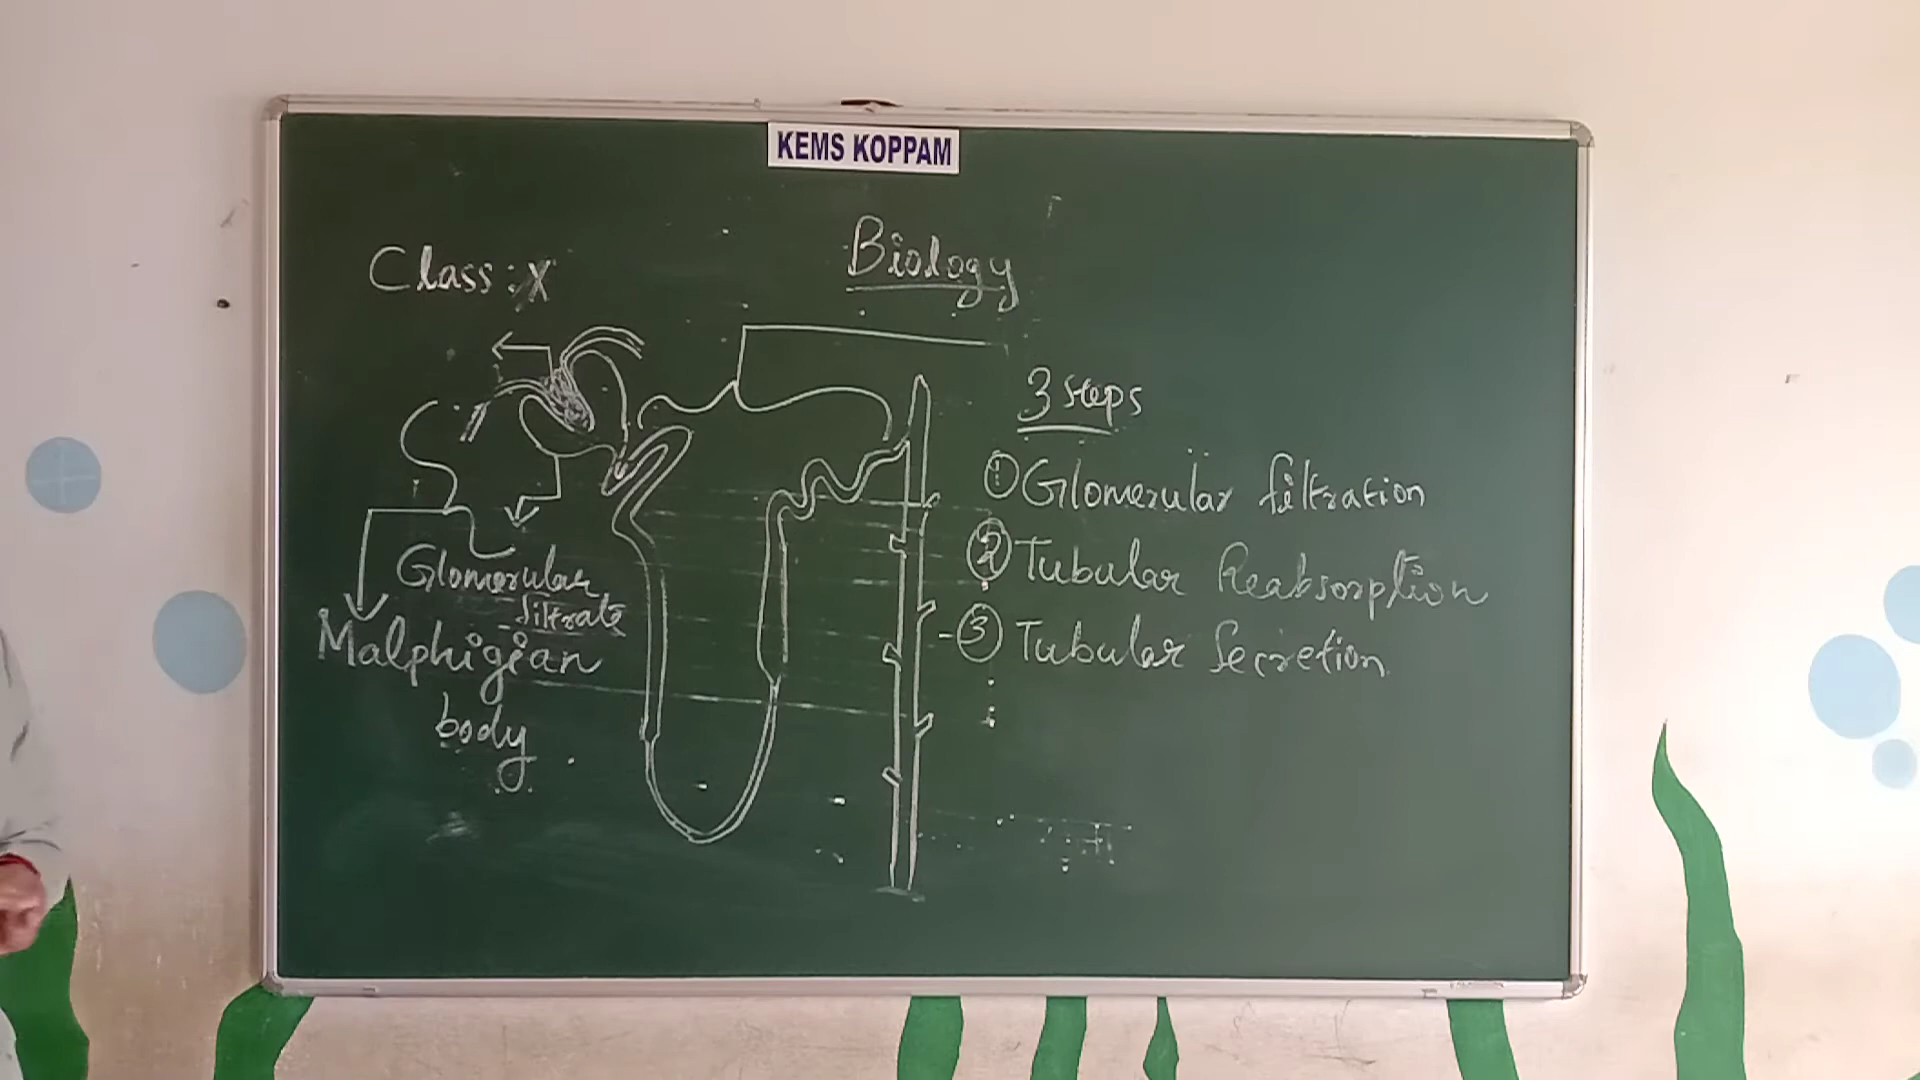 KEMS KOPPAM
Class : X
Biology
3 steps
① Glomerular filtration
② Tubular Reabsorption
③ Tubular Secretion
Glomerular
filtrate
Malphigian
body